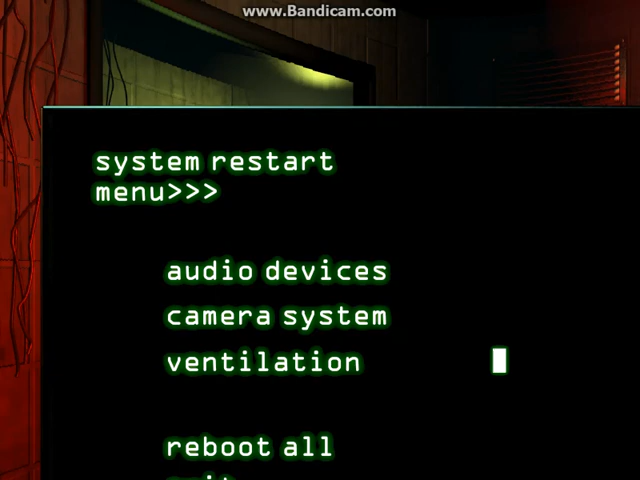 www.Bandicam.com
system restart
menu>>>
audio devices
camera system
ventilation
reboot all